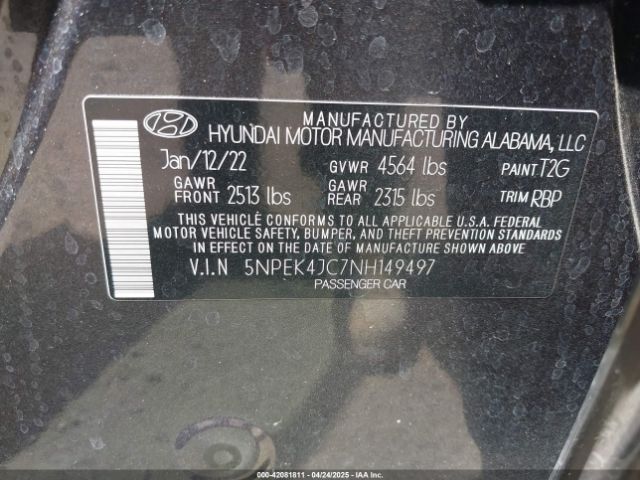 MANUFACTURED BY
HYUNDAI MOTOR MANUFACTURING ALABAMA, LLC
Jan/12/22 GVWR 4564 lbs PAINT T2G
GAWR FRONT 2513 lbs GAWR REAR 2315 lbs TRIM RBP
THIS VEHICLE CONFORMS TO ALL APPLICABLE U.S.A. FEDERAL
MOTOR VEHICLE SAFETY, BUMPER, AND THEFT PREVENTION STANDARDS
IN EFFECT ON THE DATE OF MANUFACTURE SHOWN ABOVE.
V.I.N 5NPEK4JC7NH149497
PASSENGER CAR
000-42081811 - 04/24/2025 - COPYRIGHT IAA, LLC.